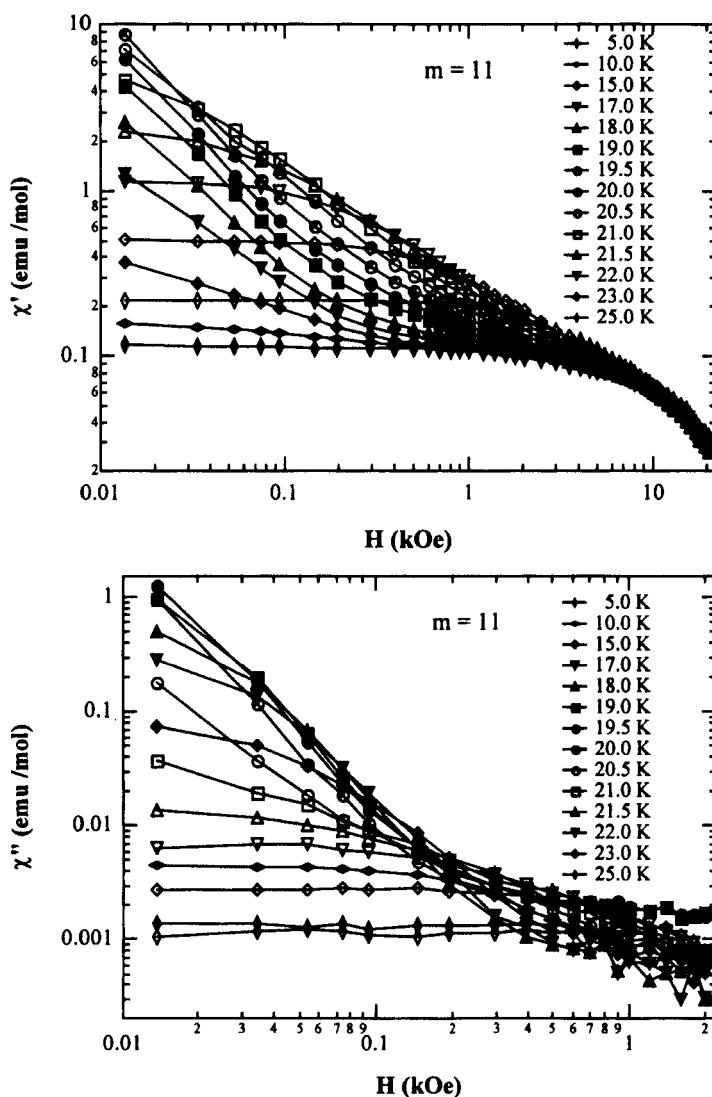 10
8
6
4
2
1
8
6
4
2
0.1
8
6
4
2
χ' (emu /mol)
m = 11
5.0 K
10.0 K
15.0 K
17.0 K
18.0 K
19.0 K
19.5 K
20.0 K
20.5 K
21.0 K
21.5 K
22.0 K
23.0 K
25.0 K
0.01
0.1
1
10
H (kOe)
1
0.1
0.01
0.001
χ" (emu /mol)
m = 11
5.0 K
10.0 K
15.0 K
17.0 K
18.0 K
19.0 K
19.5 K
20.0 K
20.5 K
21.0 K
21.5 K
22.0 K
23.0 K
25.0 K
0.01 2 3 4 5 6 7 8 9 0.1 2 3 4 5 6 7 8 9 1 2
H (kOe)